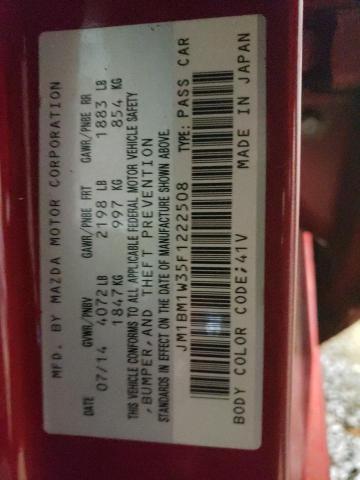 MFD. BY MAZDA MOTOR CORPORATION
DATE GVWR/PNBV GAWR/PNBE FRT GAWR/PNBE RR
07/14 4072LB 2198 LB 1883 LB
1847KG 997 KG 854 KG
THIS VEHICLE CONFORMS TO ALL APPLICABLE FEDERAL MOTOR VEHICLE SAFETY
,BUMPER, AND THEFT PREVENTION
STANDARDS IN EFFECT ON THE DATE OF MANUFACTURE SHOWN ABOVE.
JM1BM1W35F1222508 TYPE: PASS CAR
BODY COLOR CODE;41V MADE IN JAPAN